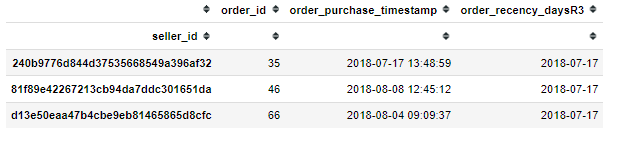 order_id order_purchase_timestamp order_recency_daysR3
seller_id
240b9776d844d37535668549a396af32 35 2018-07-17 13:48:59 2018-07-17
81f89e42267213cb94da7ddc301651da 46 2018-08-08 12:45:12 2018-07-17
d13e50eaa47b4cbe9eb81465865d8cfc 66 2018-08-04 09:09:37 2018-07-17